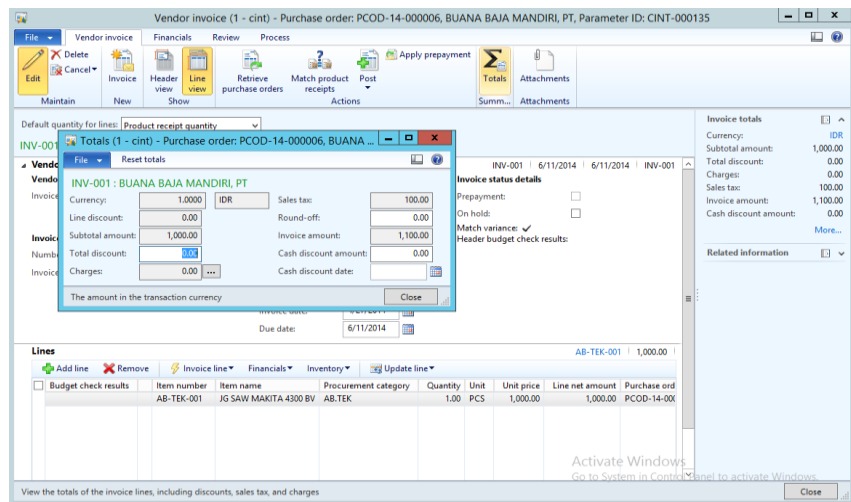 Vendor invoice (1 - cint) - Purchase order: PCOD-14-000006, BUANA BAJA MANDIRI, PT, Parameter ID: CINT-000135
File Vendor invoice Financials Review Process
Edit Delete Cancel Invoice Header view Line view Retrieve purchase orders Match product receipts Post Apply prepayment Totals Attachments
Maintain New Show Actions Summ... Attachments
Default quantity for lines: Product receipt quantity
INV-001
Totals (1 - cint) - Purchase order: PCOD-14-000006, BUANA ...
File Reset totals
INV-001 : BUANA BAJA MANDIRI, PT
Currency: 1.0000 IDR Sales tax: 100.00
Line discount: 0.00 Round-off: 0.00
Subtotal amount: 1,000.00 Invoice amount: 1,100.00
Total discount: 0.00 Cash discount amount: 0.00
Charges: 0.00 ... Cash discount date:
The amount in the transaction currency Close
INV-001 6/11/2014 6/11/2014 INV-001
Invoice status details
Prepayment:
On hold:
Match variance:
Header budget check results:
Due date: 6/11/2014
Invoice totals
Currency: IDR
Subtotal amount: 1,000.00
Total discount: 0.00
Charges: 0.00
Sales tax: 100.00
Invoice amount: 1,100.00
Cash discount amount: 0.00
More...
Related information
Lines AB-TEK-001 1,000.00
Add line Remove Invoice line Financials Inventory Update line
Budget check results Item number Item name Procurement category Quantity Unit Unit price Line net amount Purchase ord
AB-TEK-001 JG SAW MAKITA 4300 BV AB.TEK 1.00 PCS 1,000.00 1,000.00 PCOD-14-00
Activate Windows
Go to System in Control Panel to activate Windows.
View the totals of the invoice lines, including discounts, sales tax, and charges Close